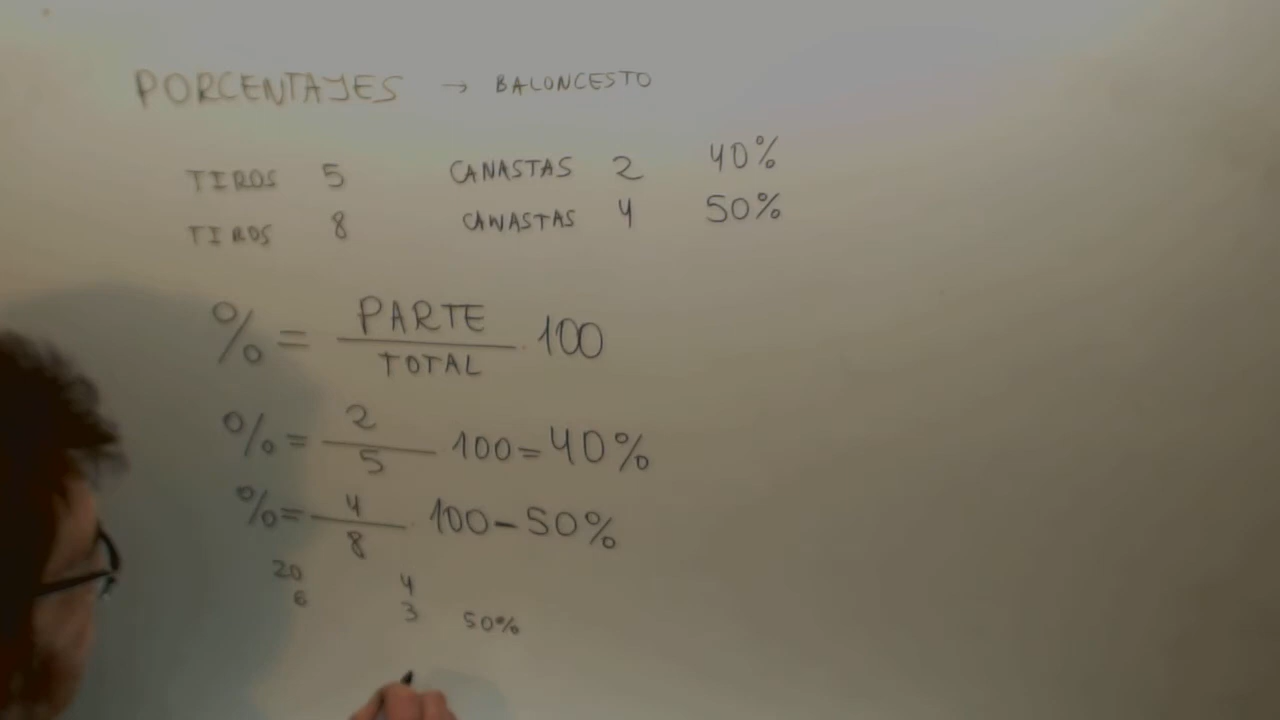 PORCENTAJES → BALONCESTO
TIROS 5 CANASTAS 2 40%
TIROS 8 CANASTAS 4 50%
% = PARTE / TOTAL · 100
% = 2 / 5 100 = 40%
% = 4 / 8 · 100 - 50%
20 4
6 3 50%